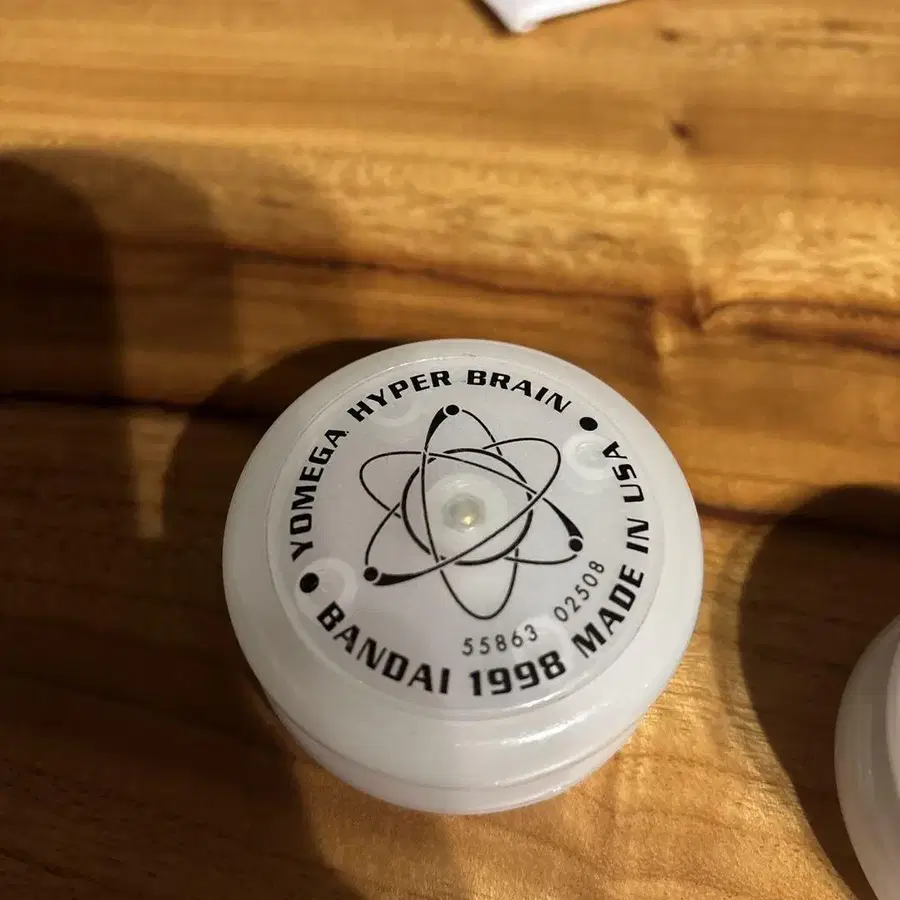 YOMEGA HYPER BRAIN
55863 02508
BANDAI 1998 MADE IN USA